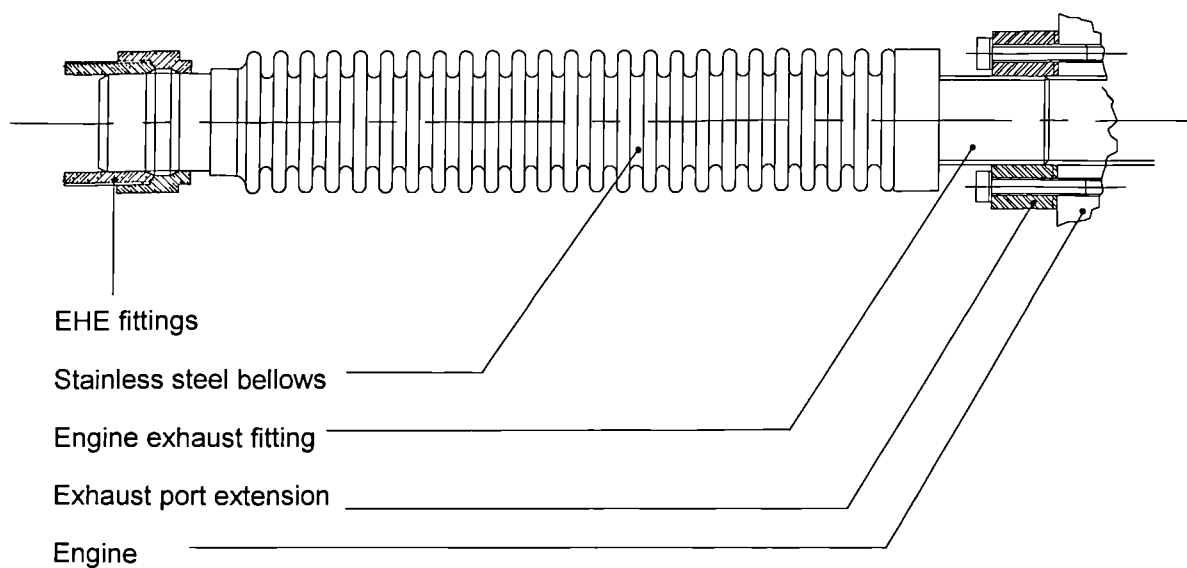 EHE fittings
Stainless steel bellows
Engine exhaust fitting
Exhaust port extension
Engine